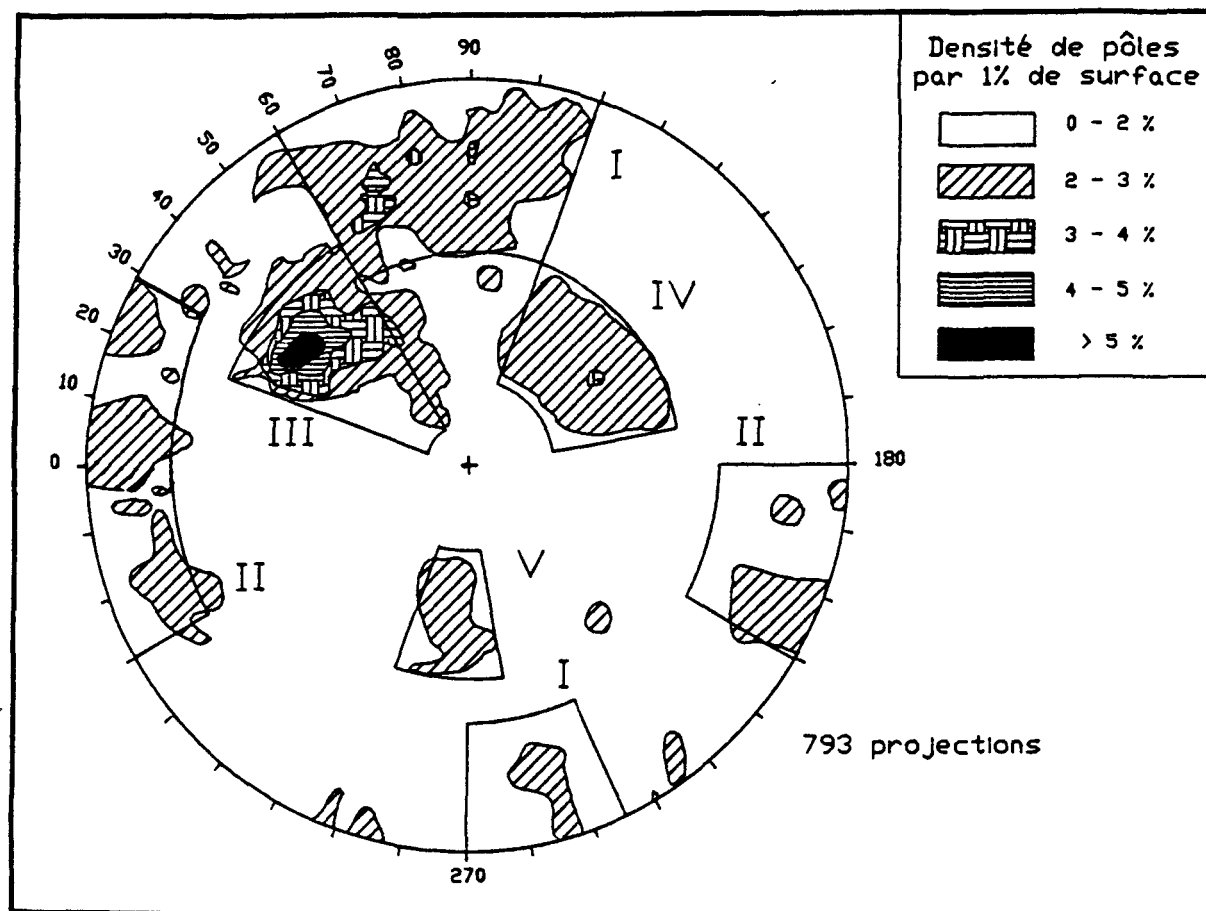 Densité de pôles
par 1% de surface
0 - 2 %
2 - 3 %
3 - 4 %
4 - 5 %
> 5 %
90
80
70
60
50
40
30
20
10
0
180
270
I
IV
III
II
II
V
I
793 projections